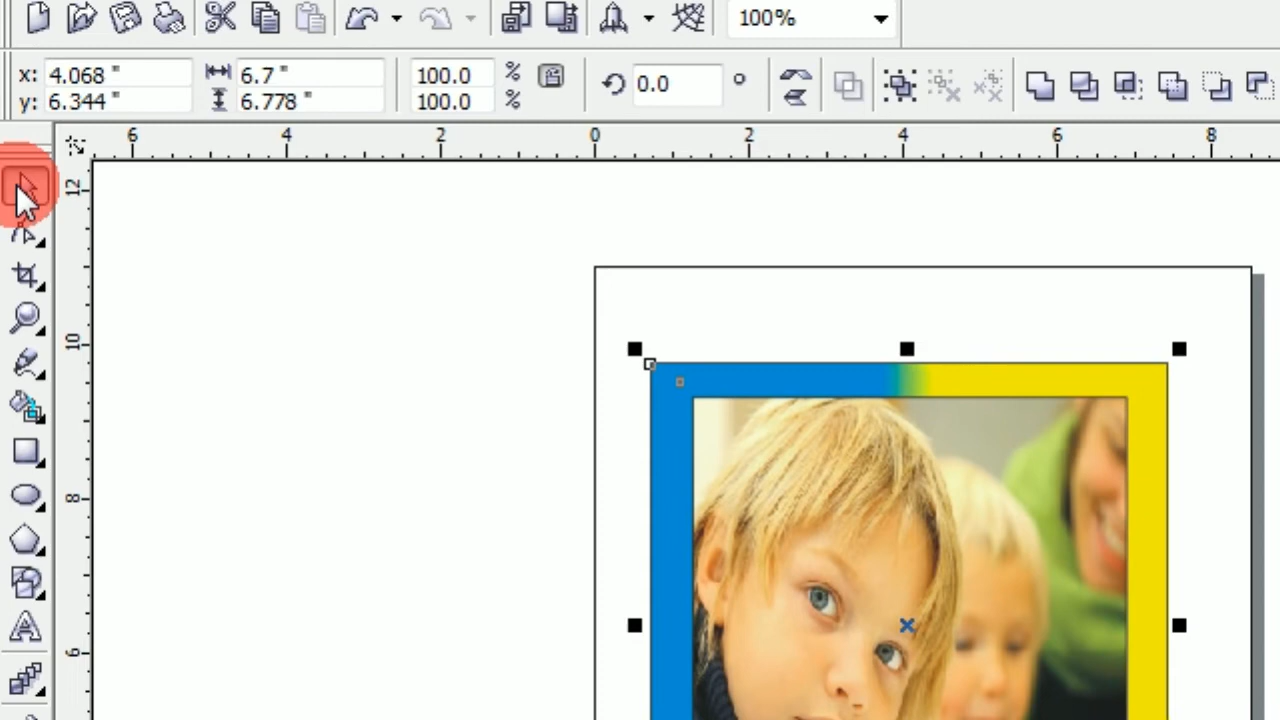 100%
x: 4.068 " 6.7 " 100.0 % 0.0 °
y: 6.344 " 6.778 " 100.0 %
6 4 2 0 2 4 6 8
12
10
8
6